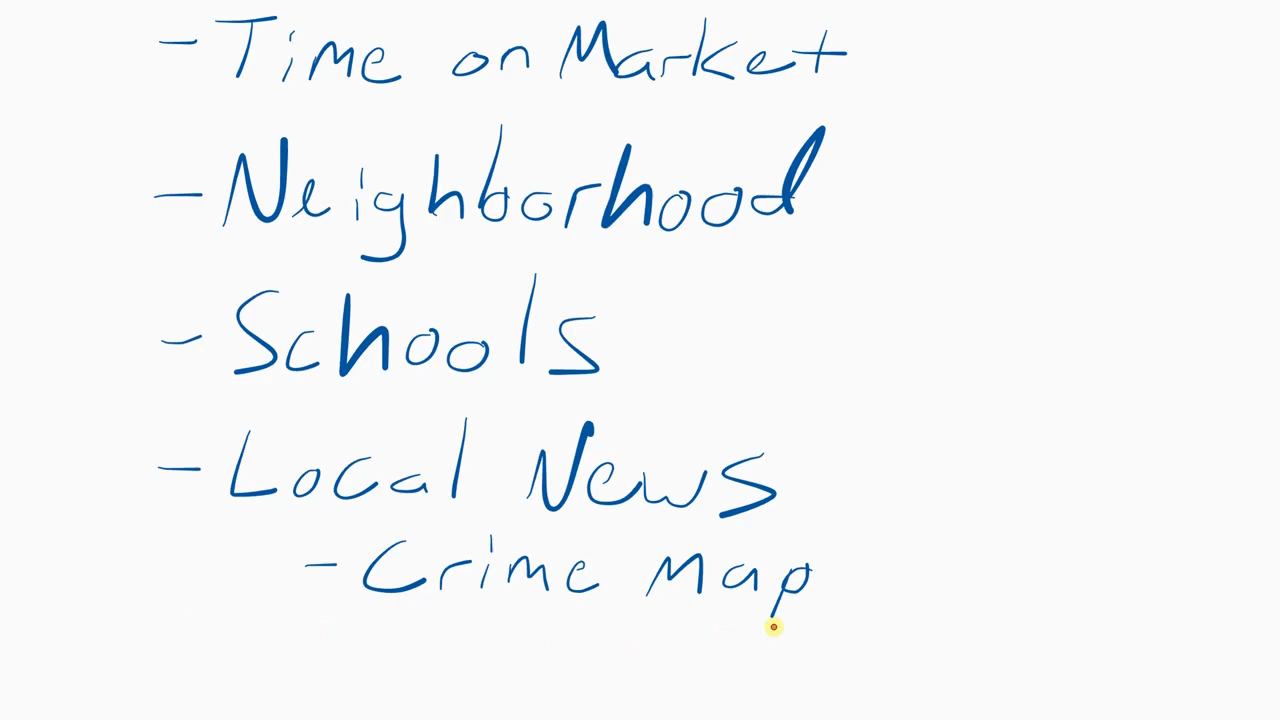 - Time on Market
- Neighborhood
- Schools
- Local News
- Crime Map